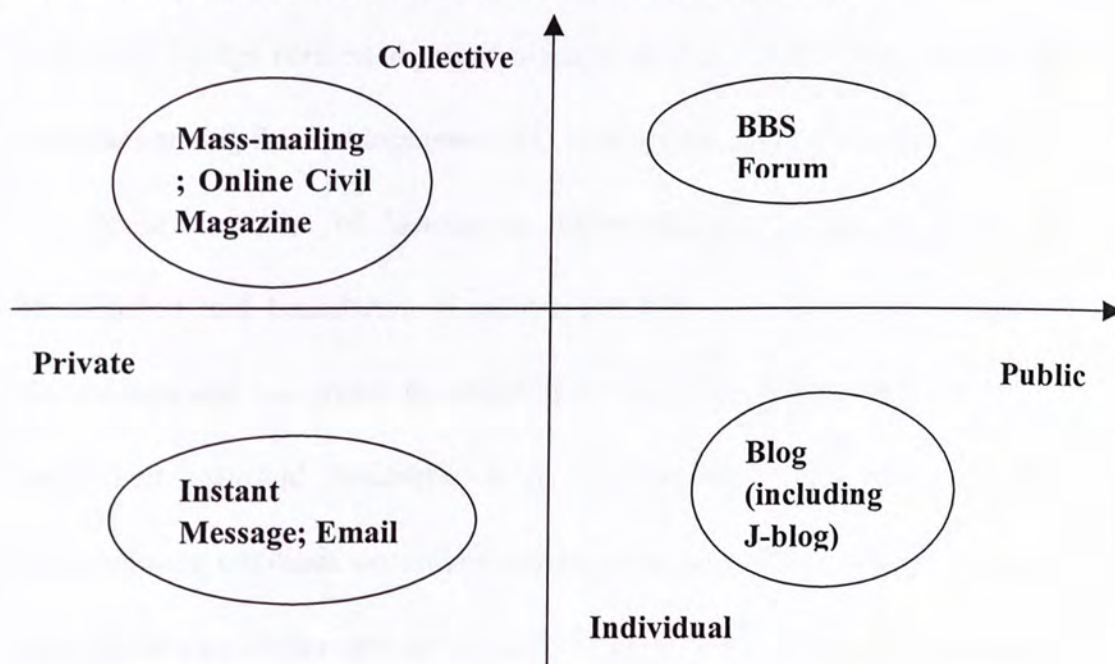 Collective
Mass-mailing
; Online Civil
Magazine
BBS
Forum
Private
Public
Instant
Message; Email
Blog
(including
J-blog)
Individual